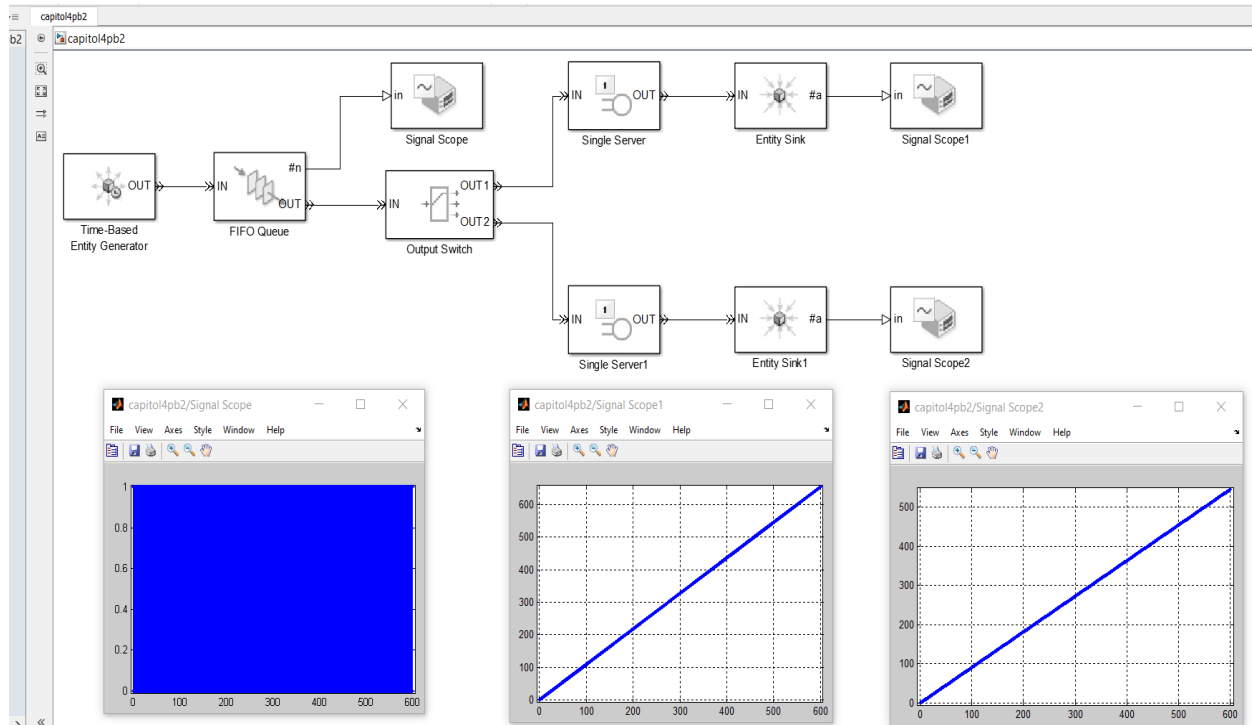 capitol4pb2
pb2
capitol4pb2
in
Signal Scope
1
IN OUT
Single Server
IN #a
Entity Sink
in
Signal Scope1
OUT
Time-Based
Entity Generator
#n
IN
OUT
FIFO Queue
OUT1
IN
OUT2
Output Switch
1
IN OUT
Single Server1
IN #a
Entity Sink1
in
Signal Scope2
capitol4pb2/Signal Scope
File View Axes Style Window Help
1
0.8
0.6
0.4
0.2
0
0 100 200 300 400 500 600
capitol4pb2/Signal Scope1
File View Axes Style Window Help
600
500
400
300
200
100
0
0 100 200 300 400 500 600
capitol4pb2/Signal Scope2
File View Axes Style Window Help
500
400
300
200
100
0
0 100 200 300 400 500 600